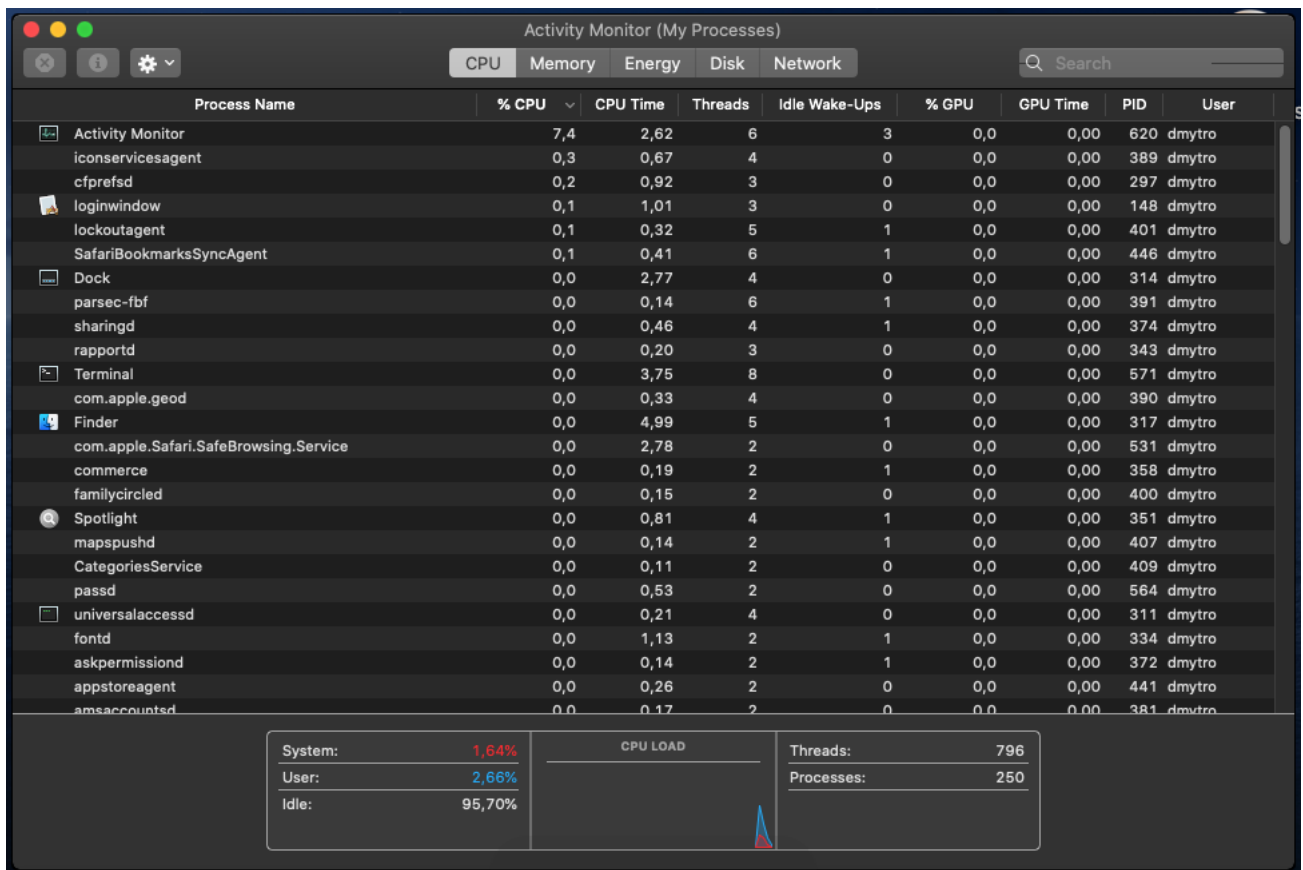 Activity Monitor (My Processes)
CPU Memory Energy Disk Network Search
Process Name % CPU CPU Time Threads Idle Wake-Ups % GPU GPU Time PID User
Activity Monitor 7,4 2,62 6 3 0,0 0,00 620 dmytro
iconservicesagent 0,3 0,67 4 0 0,0 0,00 389 dmytro
cfprefsd 0,2 0,92 3 0 0,0 0,00 297 dmytro
loginwindow 0,1 1,01 3 0 0,0 0,00 148 dmytro
lockoutagent 0,1 0,32 5 1 0,0 0,00 401 dmytro
SafariBookmarksSyncAgent 0,1 0,41 6 1 0,0 0,00 446 dmytro
Dock 0,0 2,77 4 0 0,0 0,00 314 dmytro
parsec-fbf 0,0 0,14 6 1 0,0 0,00 391 dmytro
sharingd 0,0 0,46 4 1 0,0 0,00 374 dmytro
rapportd 0,0 0,20 3 0 0,0 0,00 343 dmytro
Terminal 0,0 3,75 8 0 0,0 0,00 571 dmytro
com.apple.geod 0,0 0,33 4 0 0,0 0,00 390 dmytro
Finder 0,0 4,99 5 1 0,0 0,00 317 dmytro
com.apple.Safari.SafeBrowsing.Service 0,0 2,78 2 0 0,0 0,00 531 dmytro
commerce 0,0 0,19 2 1 0,0 0,00 358 dmytro
familycircled 0,0 0,15 2 0 0,0 0,00 400 dmytro
Spotlight 0,0 0,81 4 1 0,0 0,00 351 dmytro
mapspushd 0,0 0,14 2 1 0,0 0,00 407 dmytro
CategoriesService 0,0 0,11 2 0 0,0 0,00 409 dmytro
passd 0,0 0,53 2 0 0,0 0,00 564 dmytro
universalaccessd 0,0 0,21 4 0 0,0 0,00 311 dmytro
fontd 0,0 1,13 2 1 0,0 0,00 334 dmytro
askpermissiond 0,0 0,14 2 1 0,0 0,00 372 dmytro
appstoreagent 0,0 0,26 2 0 0,0 0,00 441 dmytro
amsaccountsd 0,0 0,17 2 0 0,0 0,00 381 dmytro
System: 1,64% CPU LOAD Threads: 796
User: 2,66% Processes: 250
Idle: 95,70%